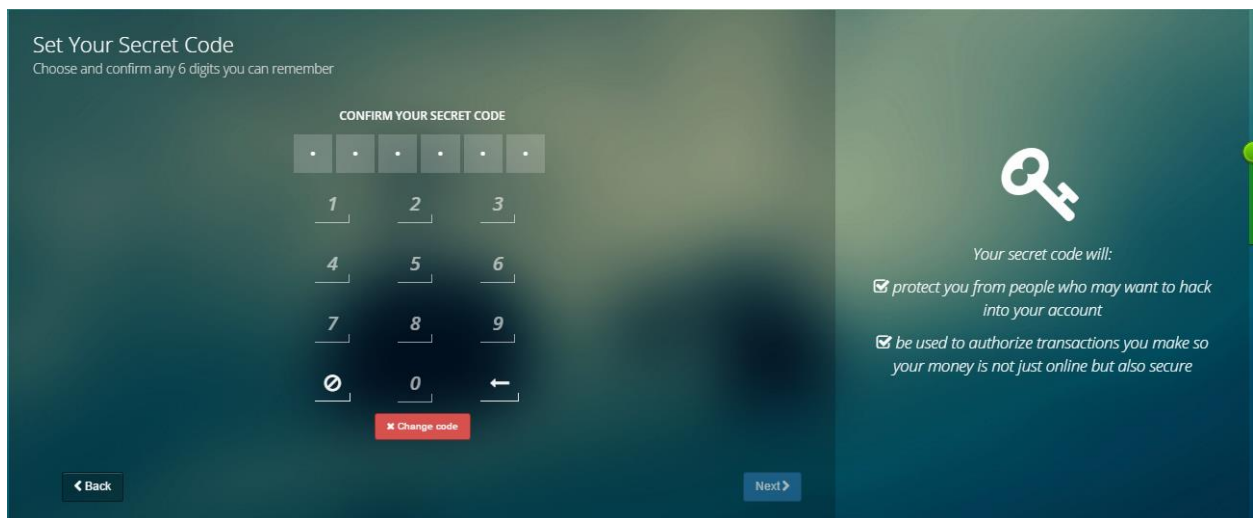 Set Your Secret Code
Choose and confirm any 6 digits you can remember
CONFIRM YOUR SECRET CODE
1 2 3
4 5 6
7 8 9
0
Change code
Back
Next
Your secret code will:
protect you from people who may want to hack
into your account
be used to authorize transactions you make so
your money is not just online but also secure